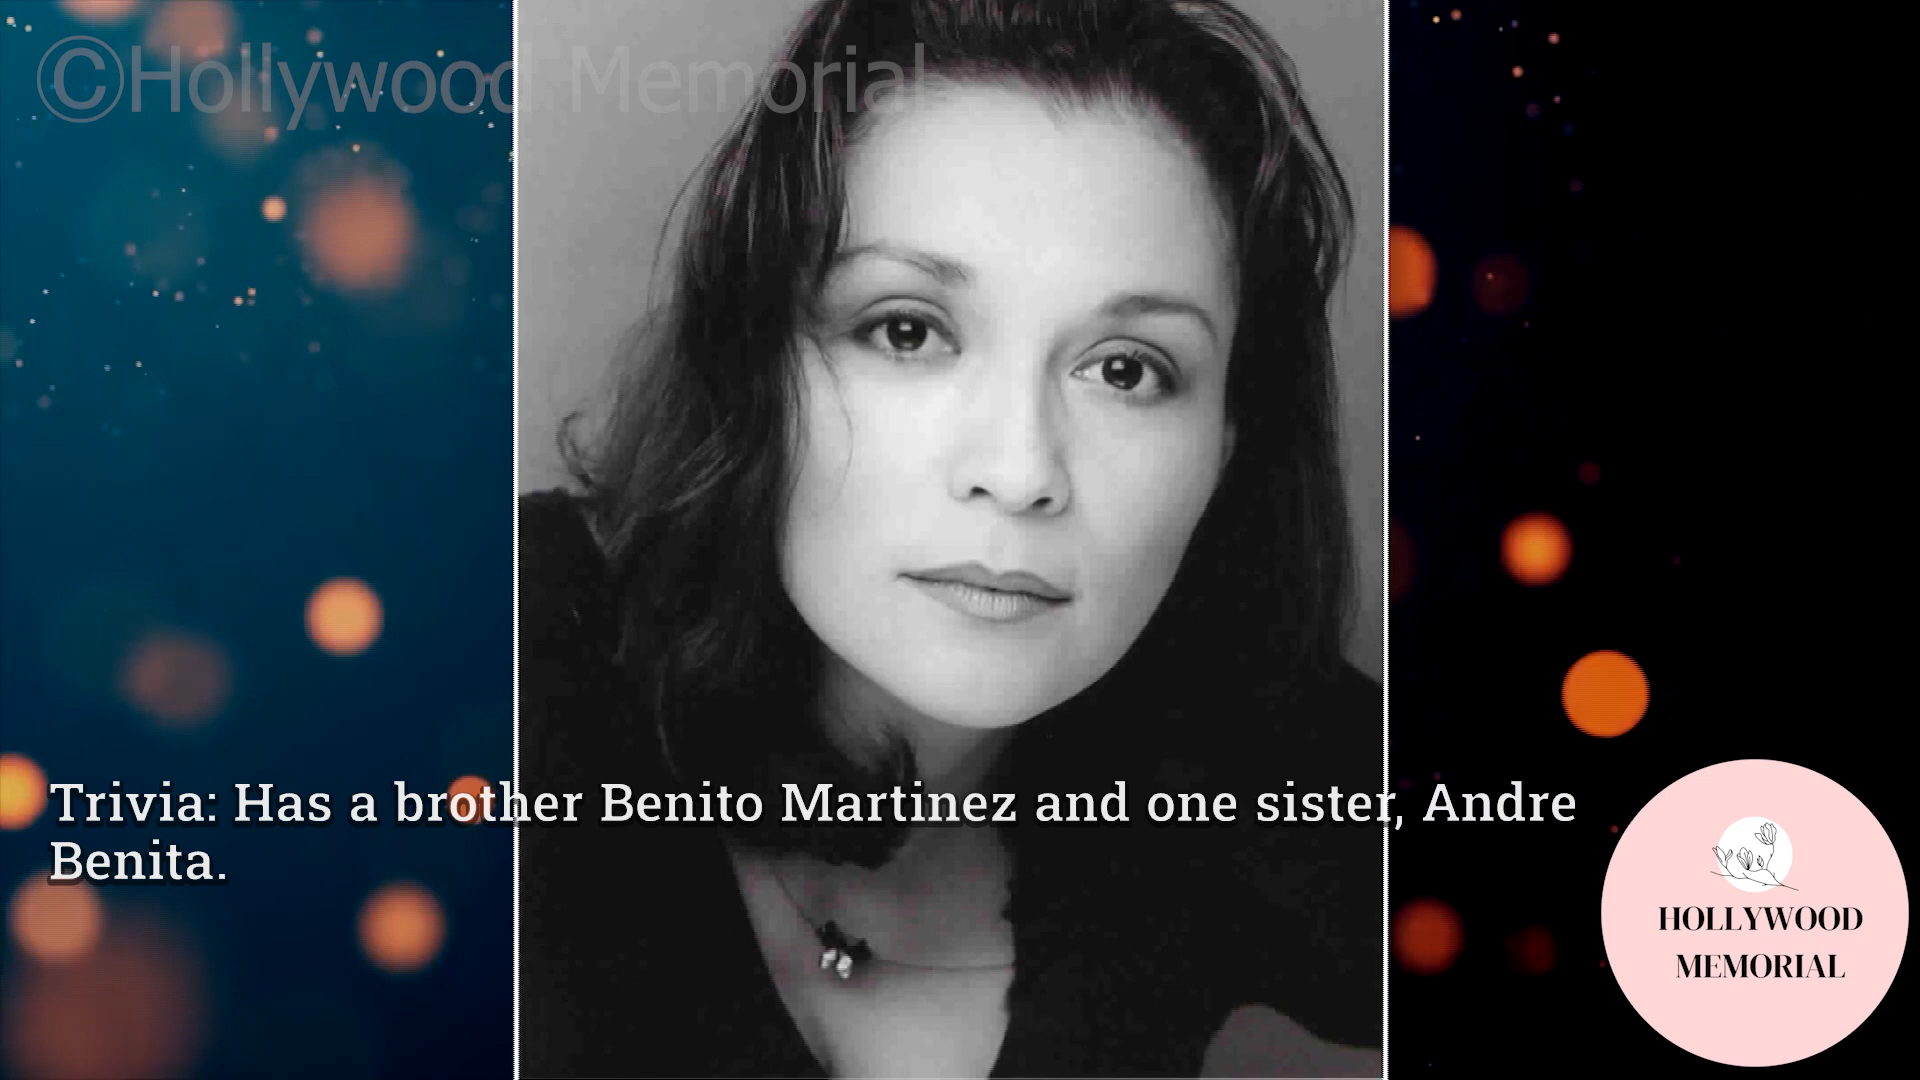 ©Hollywood Memorial
Trivia: Has a brother Benito Martinez and one sister, Andre
Benita.
HOLLYWOOD
MEMORIAL